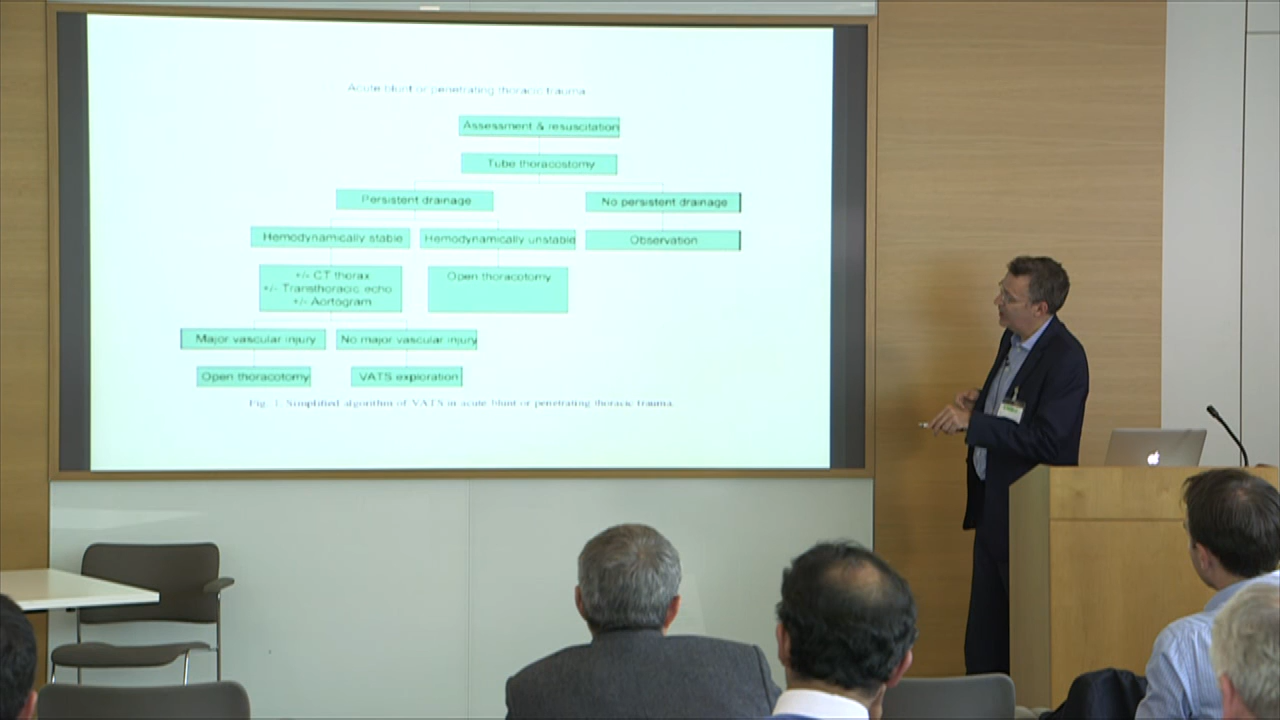 Acute blunt or penetrating thoracic trauma
Assessment & resuscitation
Tube thoracostomy
Persistent drainage
No persistent drainage
Hemodynamically stable
Hemodynamically unstable
Observation
+/- CT thorax
+/- Transthoracic echo
+/- Aortogram
Open thoracotomy
Major vascular injury
No major vascular injury
Open thoracotomy
VATS exploration
Fig. 1. Simplified algorithm of VATS in acute blunt or penetrating thoracic trauma.